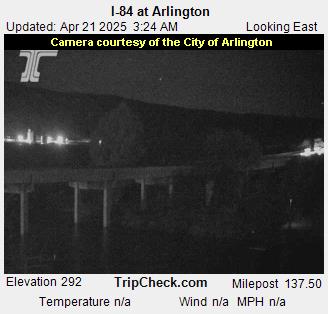 I-84 at Arlington
Updated: Apr 21 2025 3:24 AM Looking East
Camera courtesy of the City of Arlington
Elevation 292 TripCheck.com Milepost 137.50
Temperature n/a Wind n/a MPH n/a